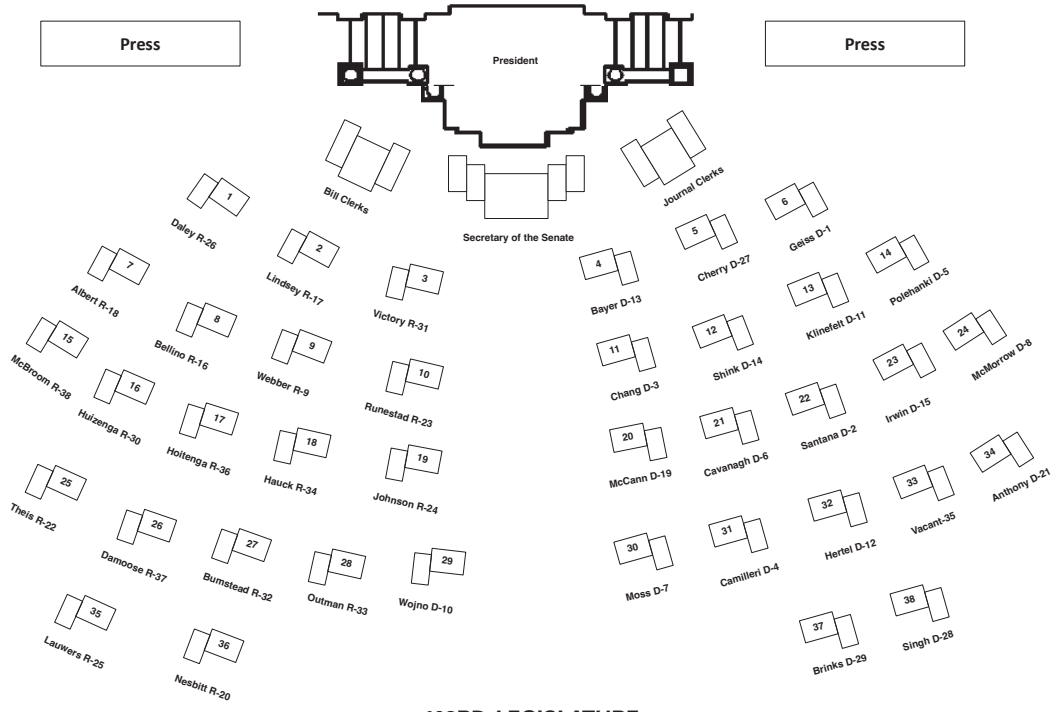 Press
President
Press
Bill Clerks
Secretary of the Senate
Journal Clerks
1
Daley R-26
2
Lindsey R-17
3
Victory R-31
4
Bayer D-13
5
Cherry D-27
6
Geiss D-1
7
Albert R-18
8
Bellino R-16
9
Webber R-9
10
Runestad R-23
11
Chang D-3
12
Shink D-14
13
Klinefelt D-11
14
Polehanki D-5
15
McBroom R-38
16
Huizenga R-30
17
Hoitenga R-36
18
Hauck R-34
19
Johnson R-24
20
McCann D-19
21
Cavanagh D-6
22
Santana D-2
23
Irwin D-15
24
McMorrow D-8
25
Theis R-22
26
Damoose R-37
27
Bumstead R-32
28
Outman R-33
29
Wojno D-10
30
Moss D-7
31
Camilleri D-4
32
Hertel D-12
33
Vacant-35
34
Anthony D-21
35
Lauwers R-25
36
Nesbitt R-20
37
Brinks D-29
38
Singh D-28
103RD LEGISLATURE